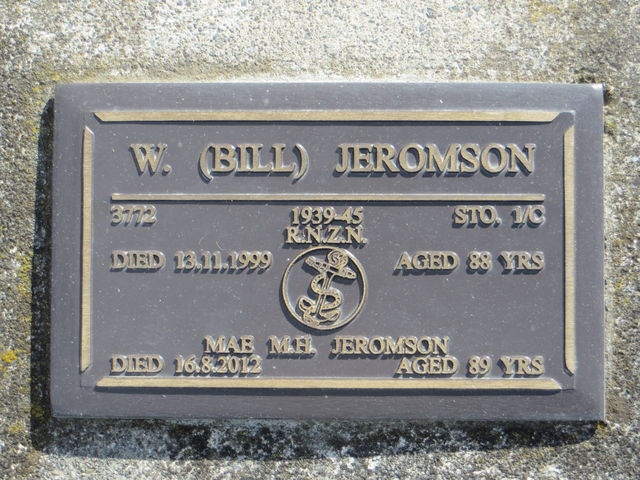 W. (BILL) JEROMSON
3772 1939-45 STO. 1/C
R.N.Z.N.
DIED 13.11.1999 AGED 88 YRS
MAE M.H. JEROMSON
DIED 16.8.2012 AGED 89 YRS